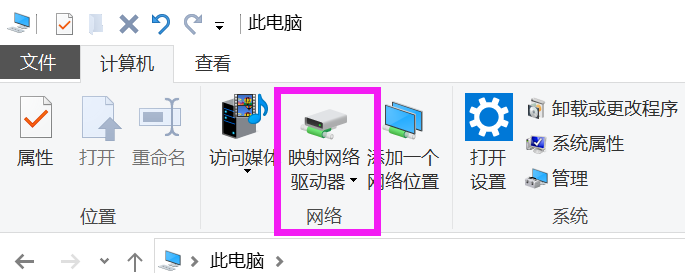 此电脑
文件 计算机 查看
属性
打开
重命名
访问媒体
映射网络
驱动器
添加一个
网络位置
打开
设置
卸载或更改程序
系统属性
管理
位置
网络
系统
此电脑